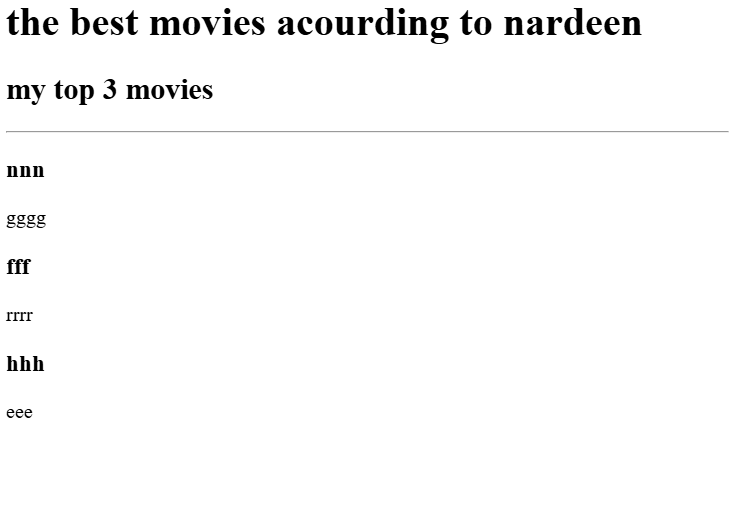 the best movies acourding to nardeen
my top 3 movies
nnn
gggg
fff
rrrr
hhh
eee